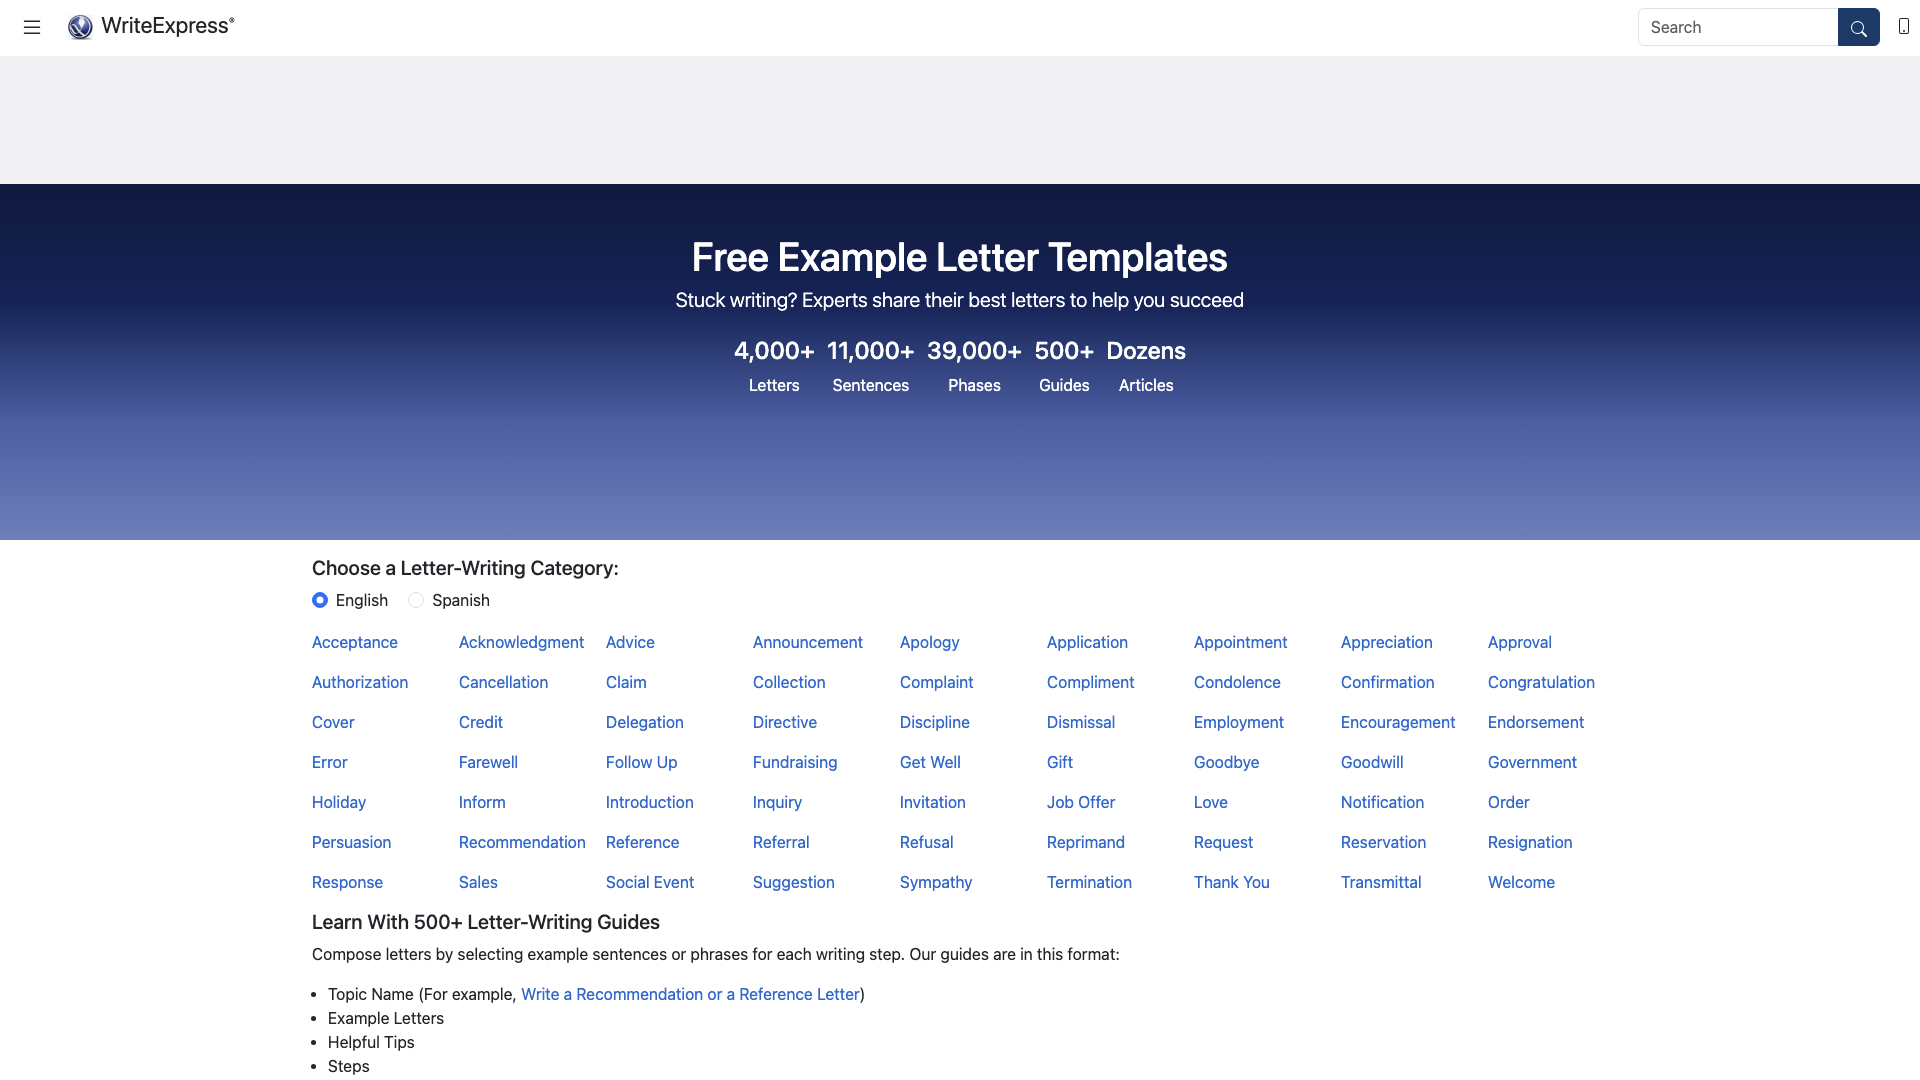 WriteExpress®
Search
Free Example Letter Templates
Stuck writing? Experts share their best letters to help you succeed
4,000+ 11,000+ 39,000+ 500+ Dozens
Letters Sentences Phases Guides Articles
Choose a Letter-Writing Category:
English Spanish
Acceptance Acknowledgment Advice Announcement Apology Application Appointment Appreciation Approval
Authorization Cancellation Claim Collection Complaint Compliment Condolence Confirmation Congratulation
Cover Credit Delegation Directive Discipline Dismissal Employment Encouragement Endorsement
Error Farewell Follow Up Fundraising Get Well Gift Goodbye Goodwill Government
Holiday Inform Introduction Inquiry Invitation Job Offer Love Notification Order
Persuasion Recommendation Reference Referral Refusal Reprimand Request Reservation Resignation
Response Sales Social Event Suggestion Sympathy Termination Thank You Transmittal Welcome
Learn With 500+ Letter-Writing Guides
Compose letters by selecting example sentences or phrases for each writing step. Our guides are in this format:
• Topic Name (For example, Write a Recommendation or a Reference Letter)
• Example Letters
• Helpful Tips
• Steps